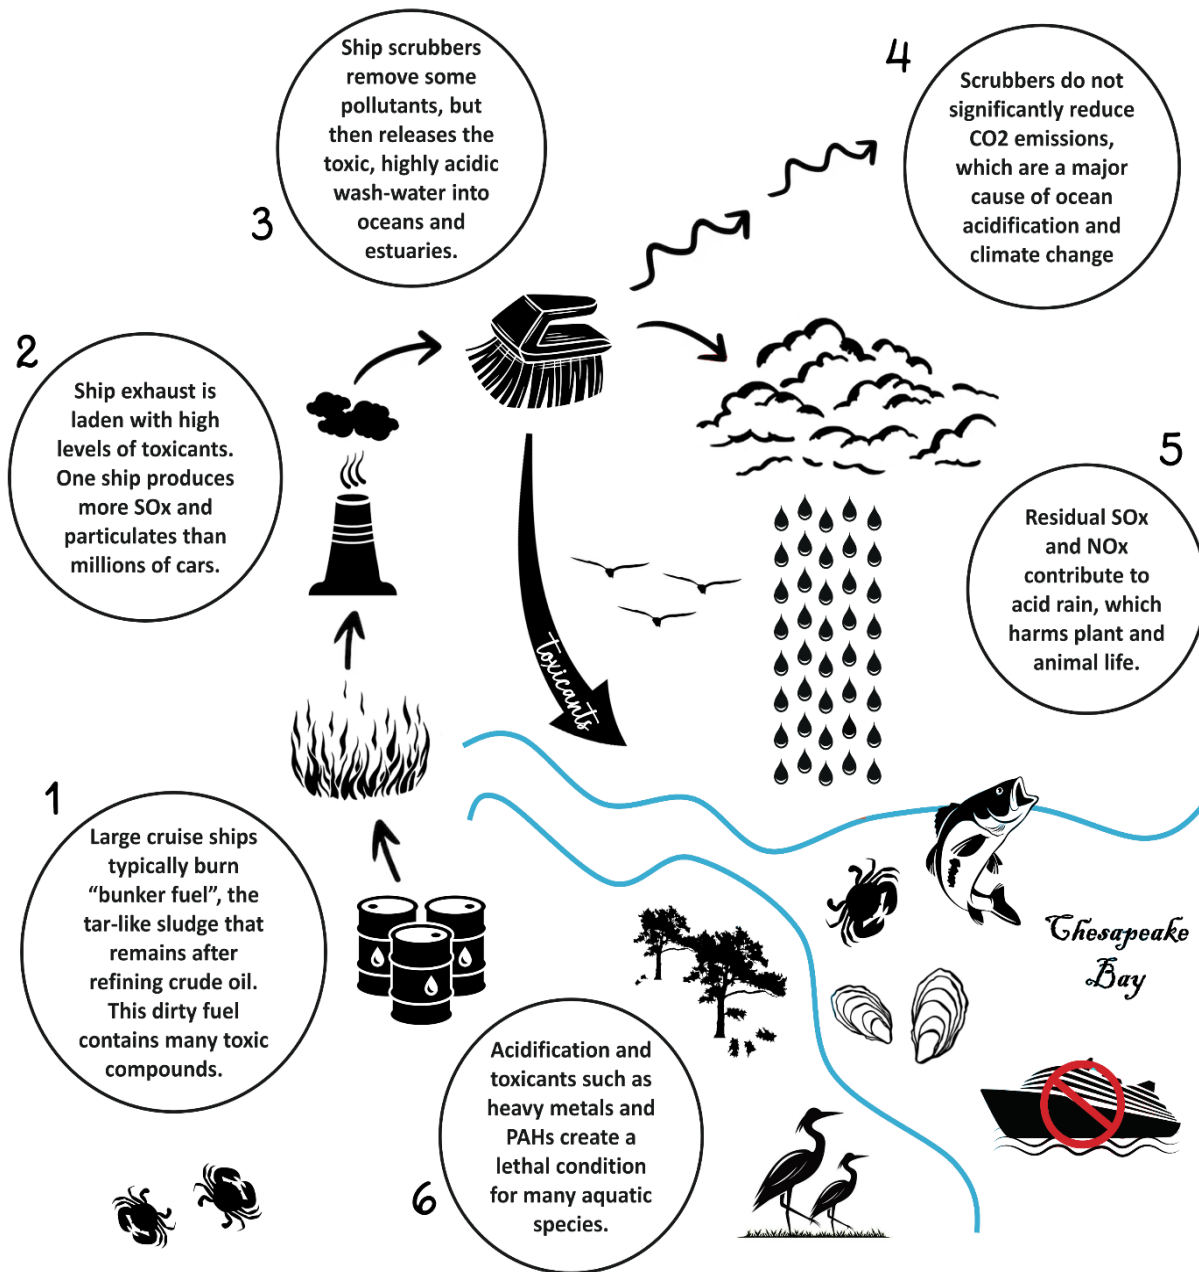 1
Large cruise ships
typically burn
“bunker fuel”, the
tar-like sludge that
remains after
refining crude oil.
This dirty fuel
contains many toxic
compounds.
2
Ship exhaust is
laden with high
levels of toxicants.
One ship produces
more SOx and
particulates than
millions of cars.
3
Ship scrubbers
remove some
pollutants, but
then releases the
toxic, highly acidic
wash-water into
oceans and
estuaries.
4
Scrubbers do not
significantly reduce
CO2 emissions,
which are a major
cause of ocean
acidification and
climate change
5
Residual SOx
and NOx
contribute to
acid rain, which
harms plant and
animal life.
toxicants
6
Acidification and
toxicants such as
heavy metals and
PAHs create a
lethal condition
for many aquatic
species.
Chesapeake
Bay